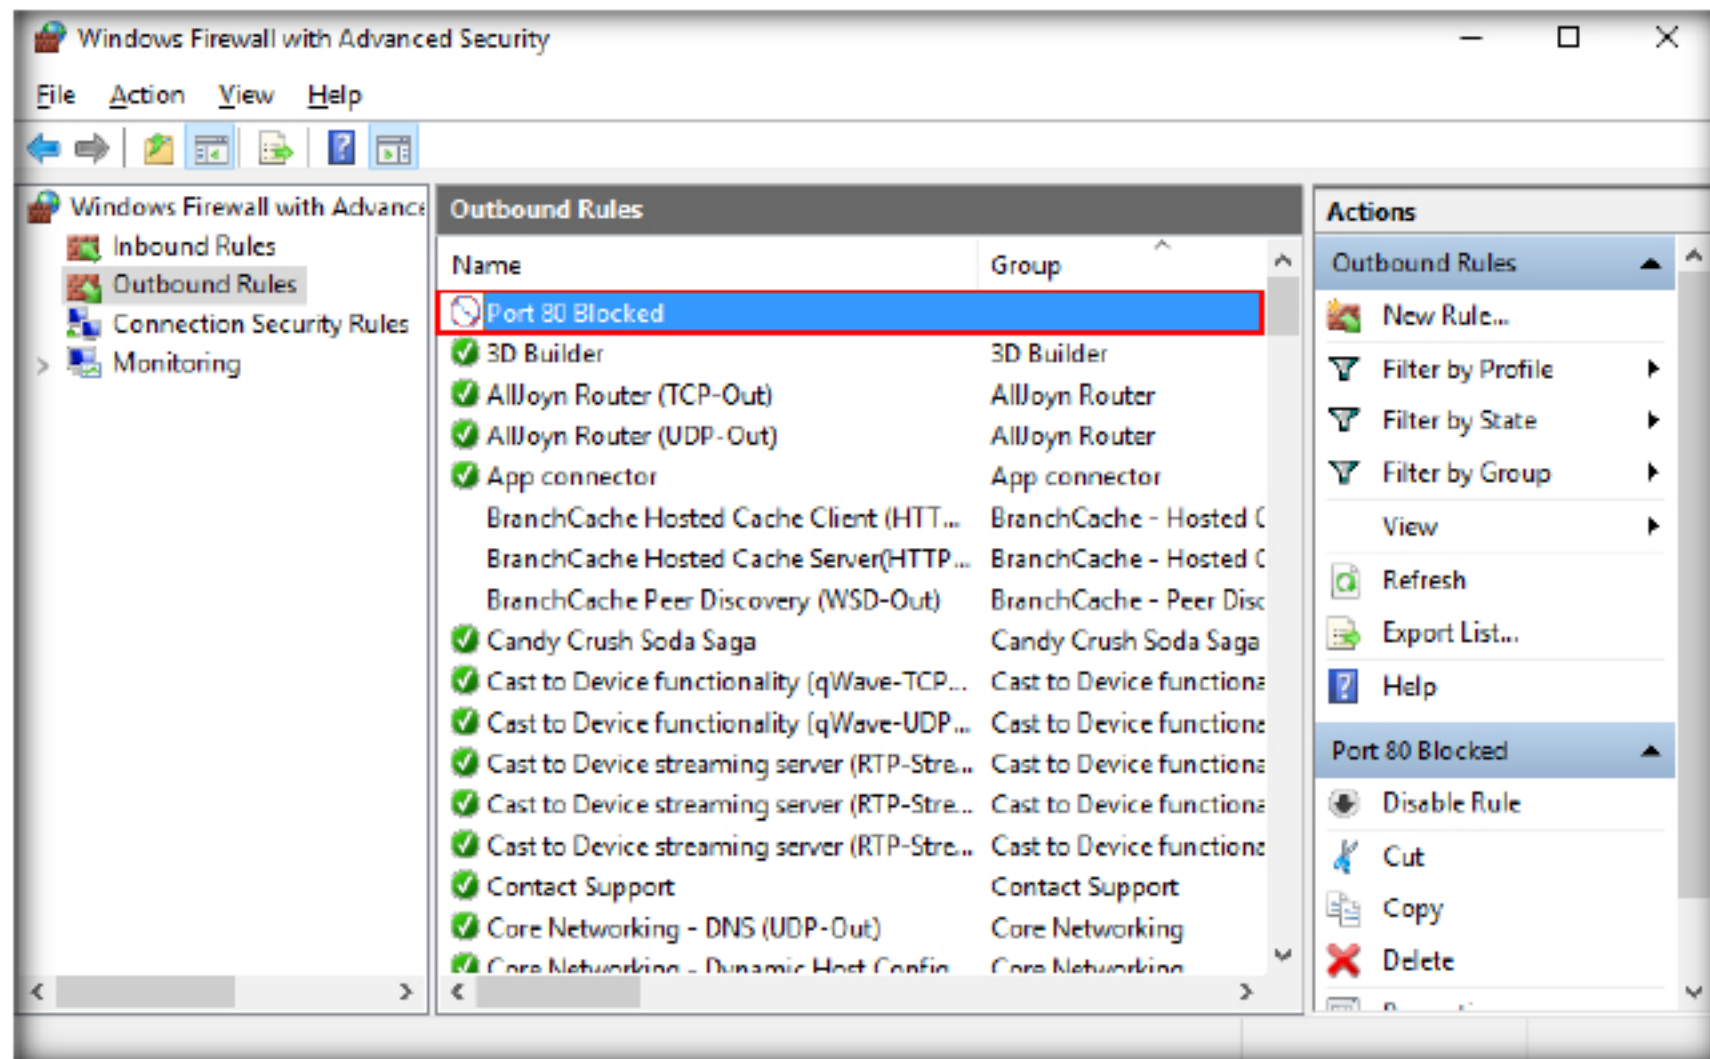 Windows Firewall with Advanced Security
File Action View Help
Windows Firewall with Advance
Inbound Rules
Outbound Rules
Connection Security Rules
Monitoring
Outbound Rules
Name Group
Port 80 Blocked
3D Builder 3D Builder
AllJoyn Router (TCP-Out) AllJoyn Router
AllJoyn Router (UDP-Out) AllJoyn Router
App connector App connector
BranchCache Hosted Cache Client (HTT... BranchCache - Hosted C
BranchCache Hosted Cache Server(HTTP... BranchCache - Hosted C
BranchCache Peer Discovery (WSD-Out) BranchCache - Peer Disc
Candy Crush Soda Saga Candy Crush Soda Saga
Cast to Device functionality (qWave-TCP... Cast to Device functiona
Cast to Device functionality (qWave-UDP... Cast to Device functiona
Cast to Device streaming server (RTP-Stre... Cast to Device functiona
Cast to Device streaming server (RTP-Stre... Cast to Device functiona
Cast to Device streaming server (RTP-Stre... Cast to Device functiona
Contact Support Contact Support
Core Networking - DNS (UDP-Out) Core Networking
Core Networking - Dynamic Host Config Core Networking
Actions
Outbound Rules
New Rule...
Filter by Profile
Filter by State
Filter by Group
View
Refresh
Export List...
Help
Port 80 Blocked
Disable Rule
Cut
Copy
Delete